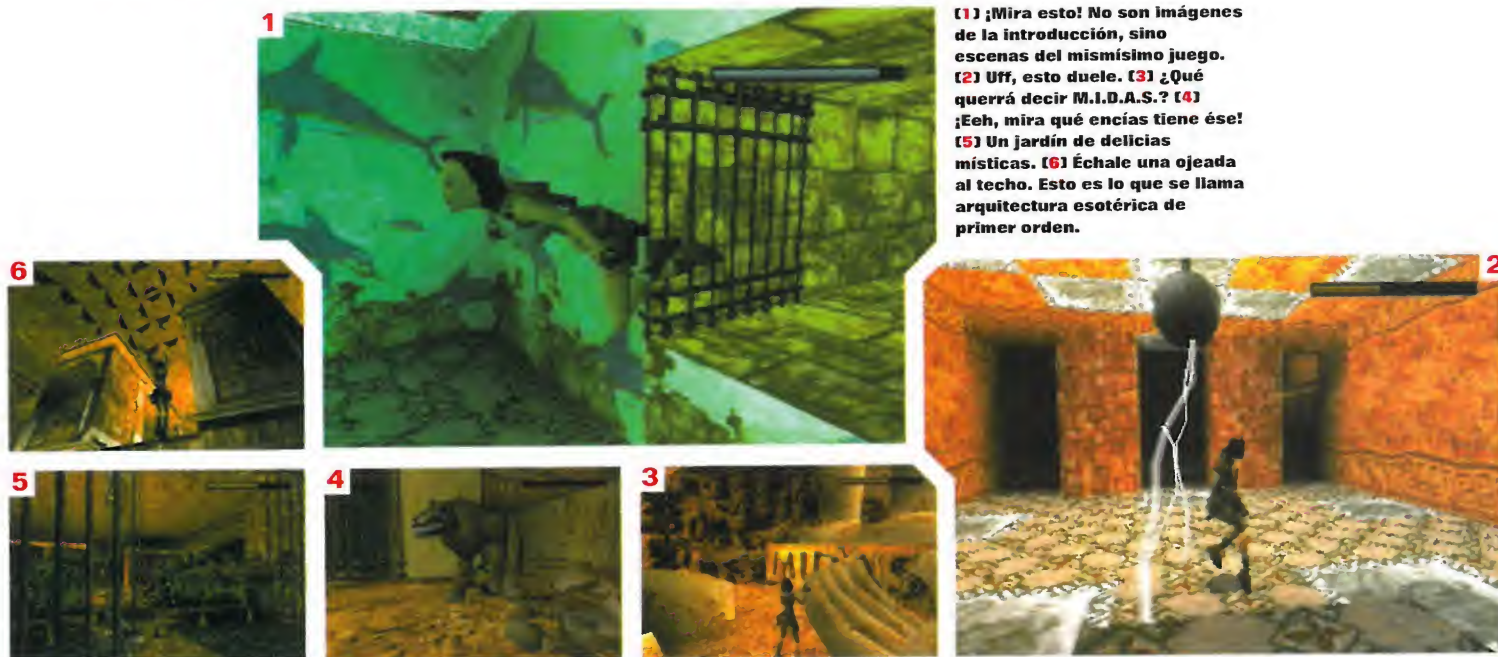 1
(1) ¡Mira esto! No son imágenes
de la introducción, sino
escenas del mismísimo juego.
(2) Uff, esto duele. (3) ¿Qué
querrá decir M.I.D.A.S.? (4)
¡Eeh, mira qué encías tiene ése!
(5) Un jardín de delicias
místicas. (6) Échale una ojeada
al techo. Esto es lo que se llama
arquitectura esotérica de
primer orden.
6
2
5
4
3